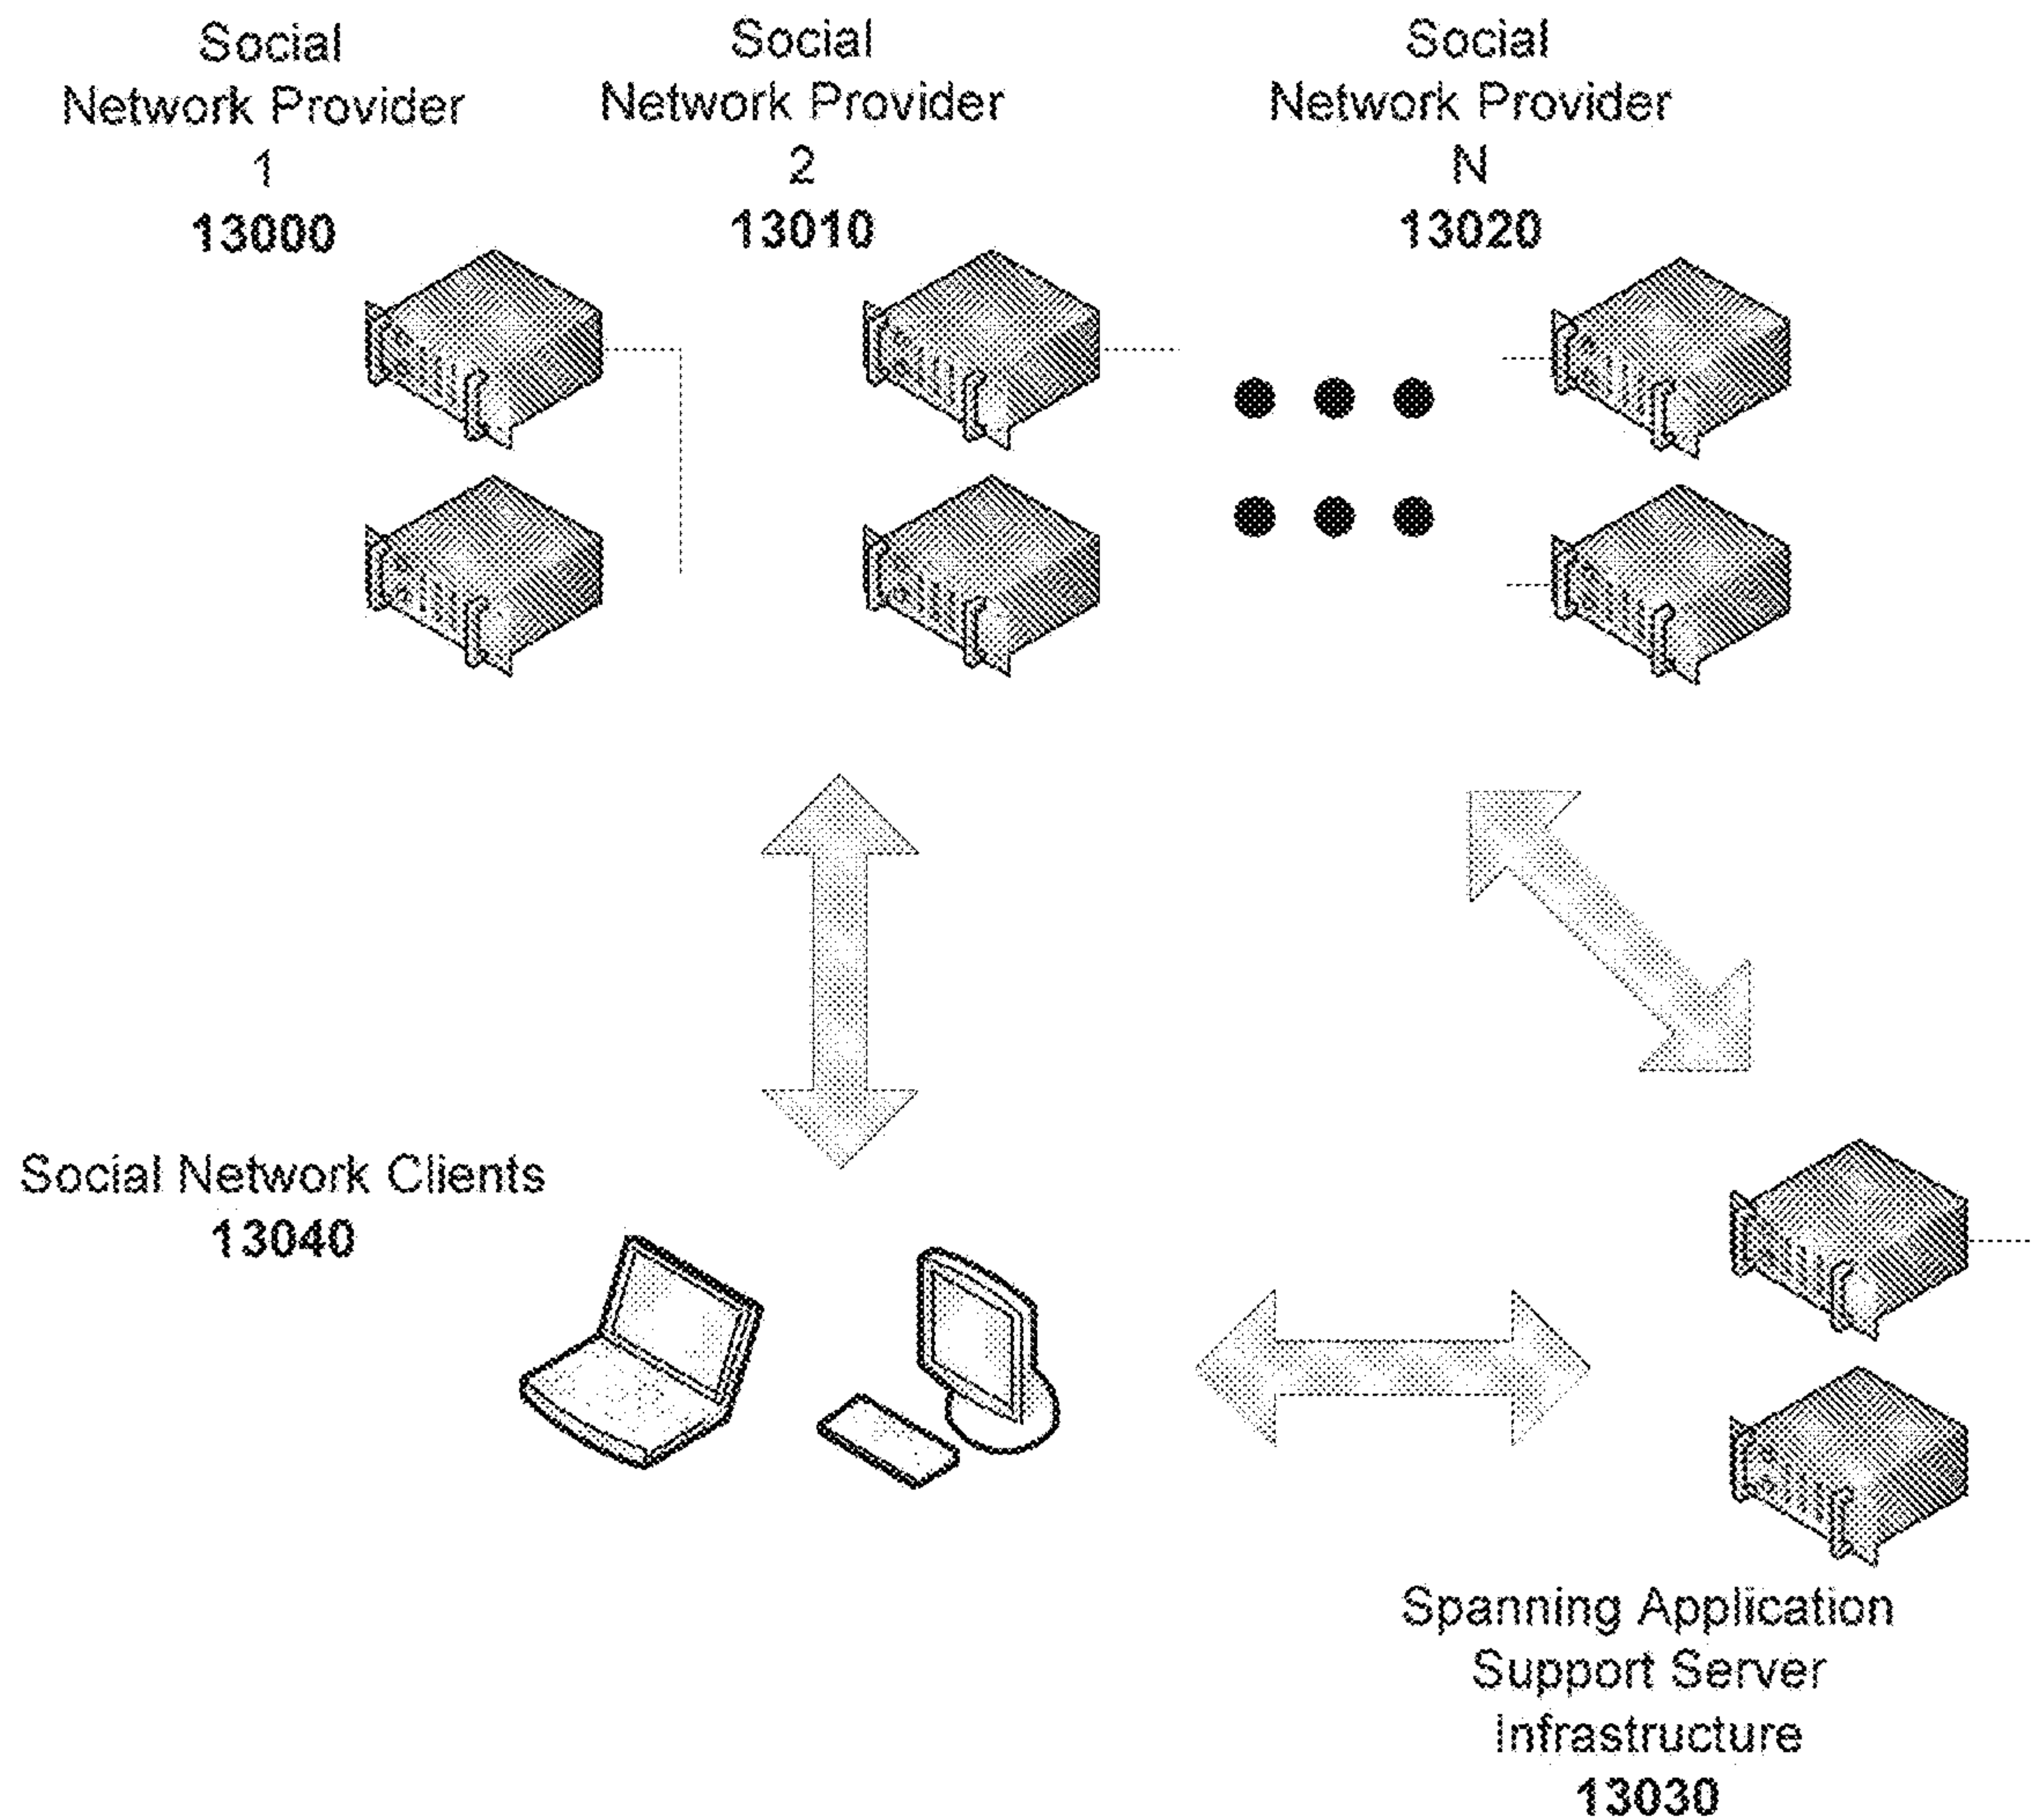 Social
Network Provider
1
13000
Social
Network Provider
2
13010
Social
Network Provider
N
13020
Social Network Clients
13040
Spanning Application
Support Server
Infrastructure
13030